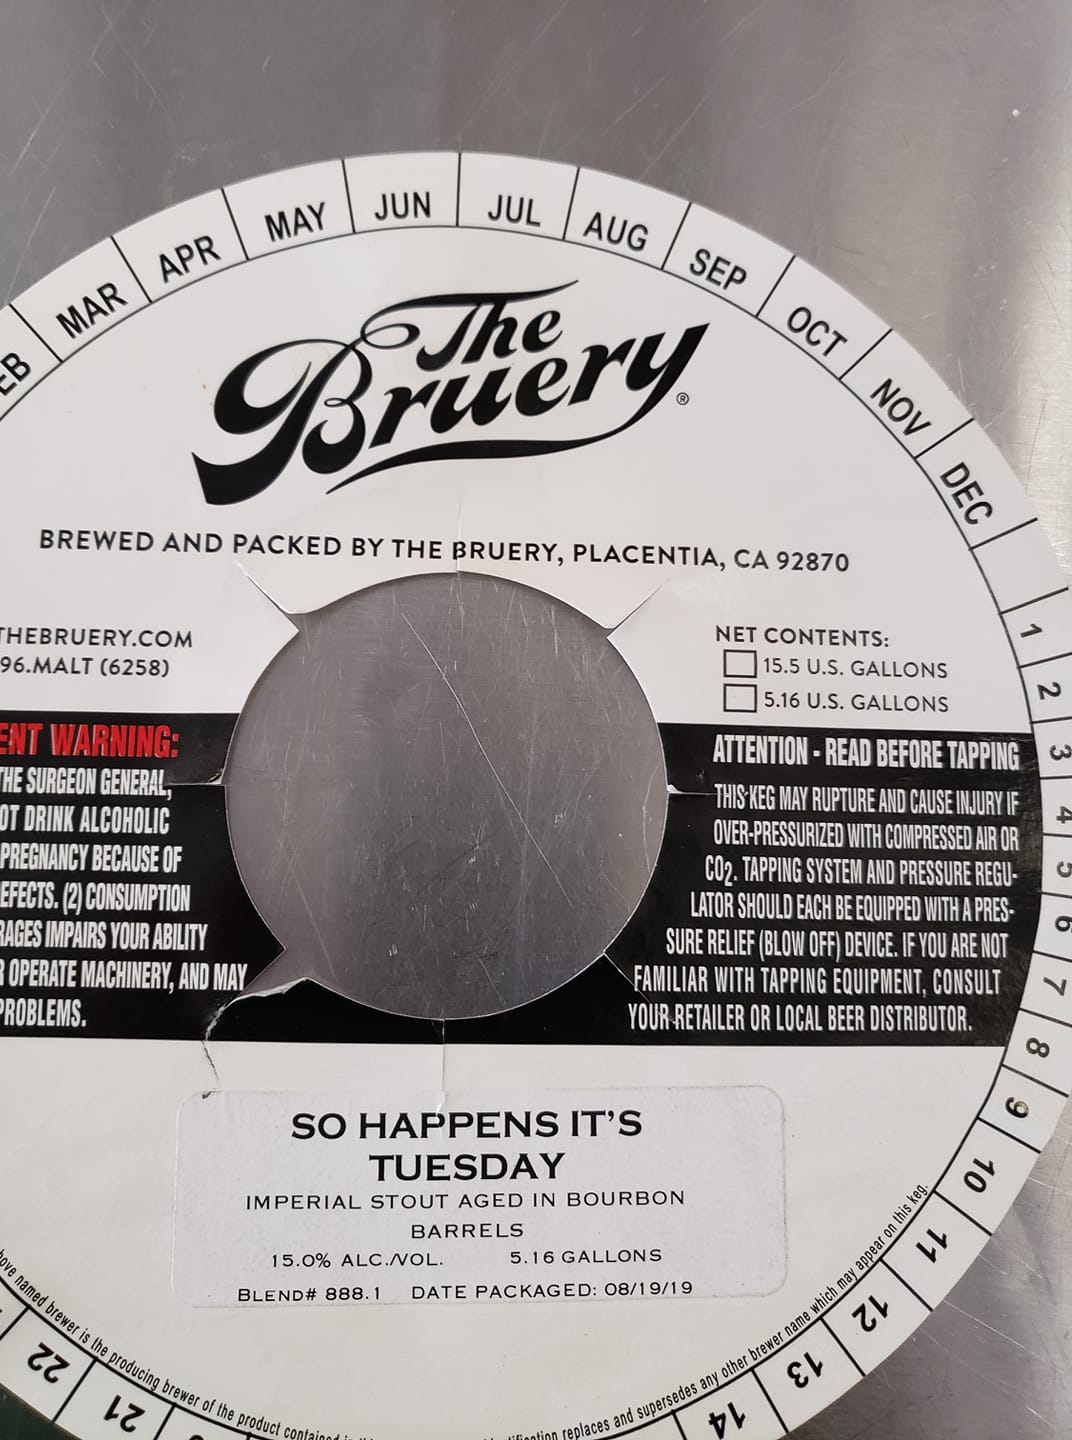 MAR
APR
MAY
JUN
JUL
AUG
SEP
OCT
NOV
DEC
The
Bruery
®
BREWED AND PACKED BY THE BRUERY, PLACENTIA, CA 92870
THEBRUERY.COM
96.MALT (6258)
NET CONTENTS:
15.5 U.S. GALLONS
5.16 U.S. GALLONS
ENT WARNING:
THE SURGEON GENERAL,
OT DRINK ALCOHOLIC
PREGNANCY BECAUSE OF
EFECTS. (2) CONSUMPTION
RAGES IMPAIRS YOUR ABILITY
R OPERATE MACHINERY, AND MAY
PROBLEMS.
ATTENTION - READ BEFORE TAPPING
THIS KEG MAY RUPTURE AND CAUSE INJURY IF
OVER-PRESSURIZED WITH COMPRESSED AIR OR
CO2. TAPPING SYSTEM AND PRESSURE REGU-
LATOR SHOULD EACH BE EQUIPPED WITH A PRES-
SURE RELIEF (BLOW OFF) DEVICE. IF YOU ARE NOT
FAMILIAR WITH TAPPING EQUIPMENT, CONSULT
YOUR RETAILER OR LOCAL BEER DISTRIBUTOR.
SO HAPPENS IT'S
TUESDAY
IMPERIAL STOUT AGED IN BOURBON
BARRELS
15.0% ALC./VOL. 5.16 GALLONS
BLEND# 888.1 DATE PACKAGED: 08/19/19
named brewer is the producing brewer of the product contained
replaces and supersedes any other brewer name which may appear on this keg.
1
2
3
4
5
6
7
8
9
10
11
12
13
14
21
22